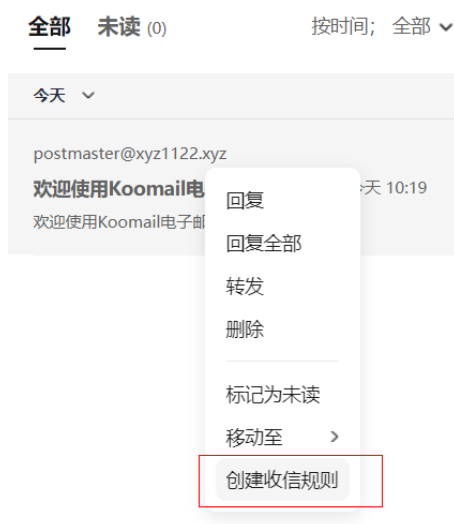 全部 未读 (0) 按时间; 全部
今天
postmaster@xyz1122.xyz
欢迎使用Koomail电 天 10:19
欢迎使用Koomail电子邮
回复
回复全部
转发
删除
标记为未读
移动至
创建收信规则